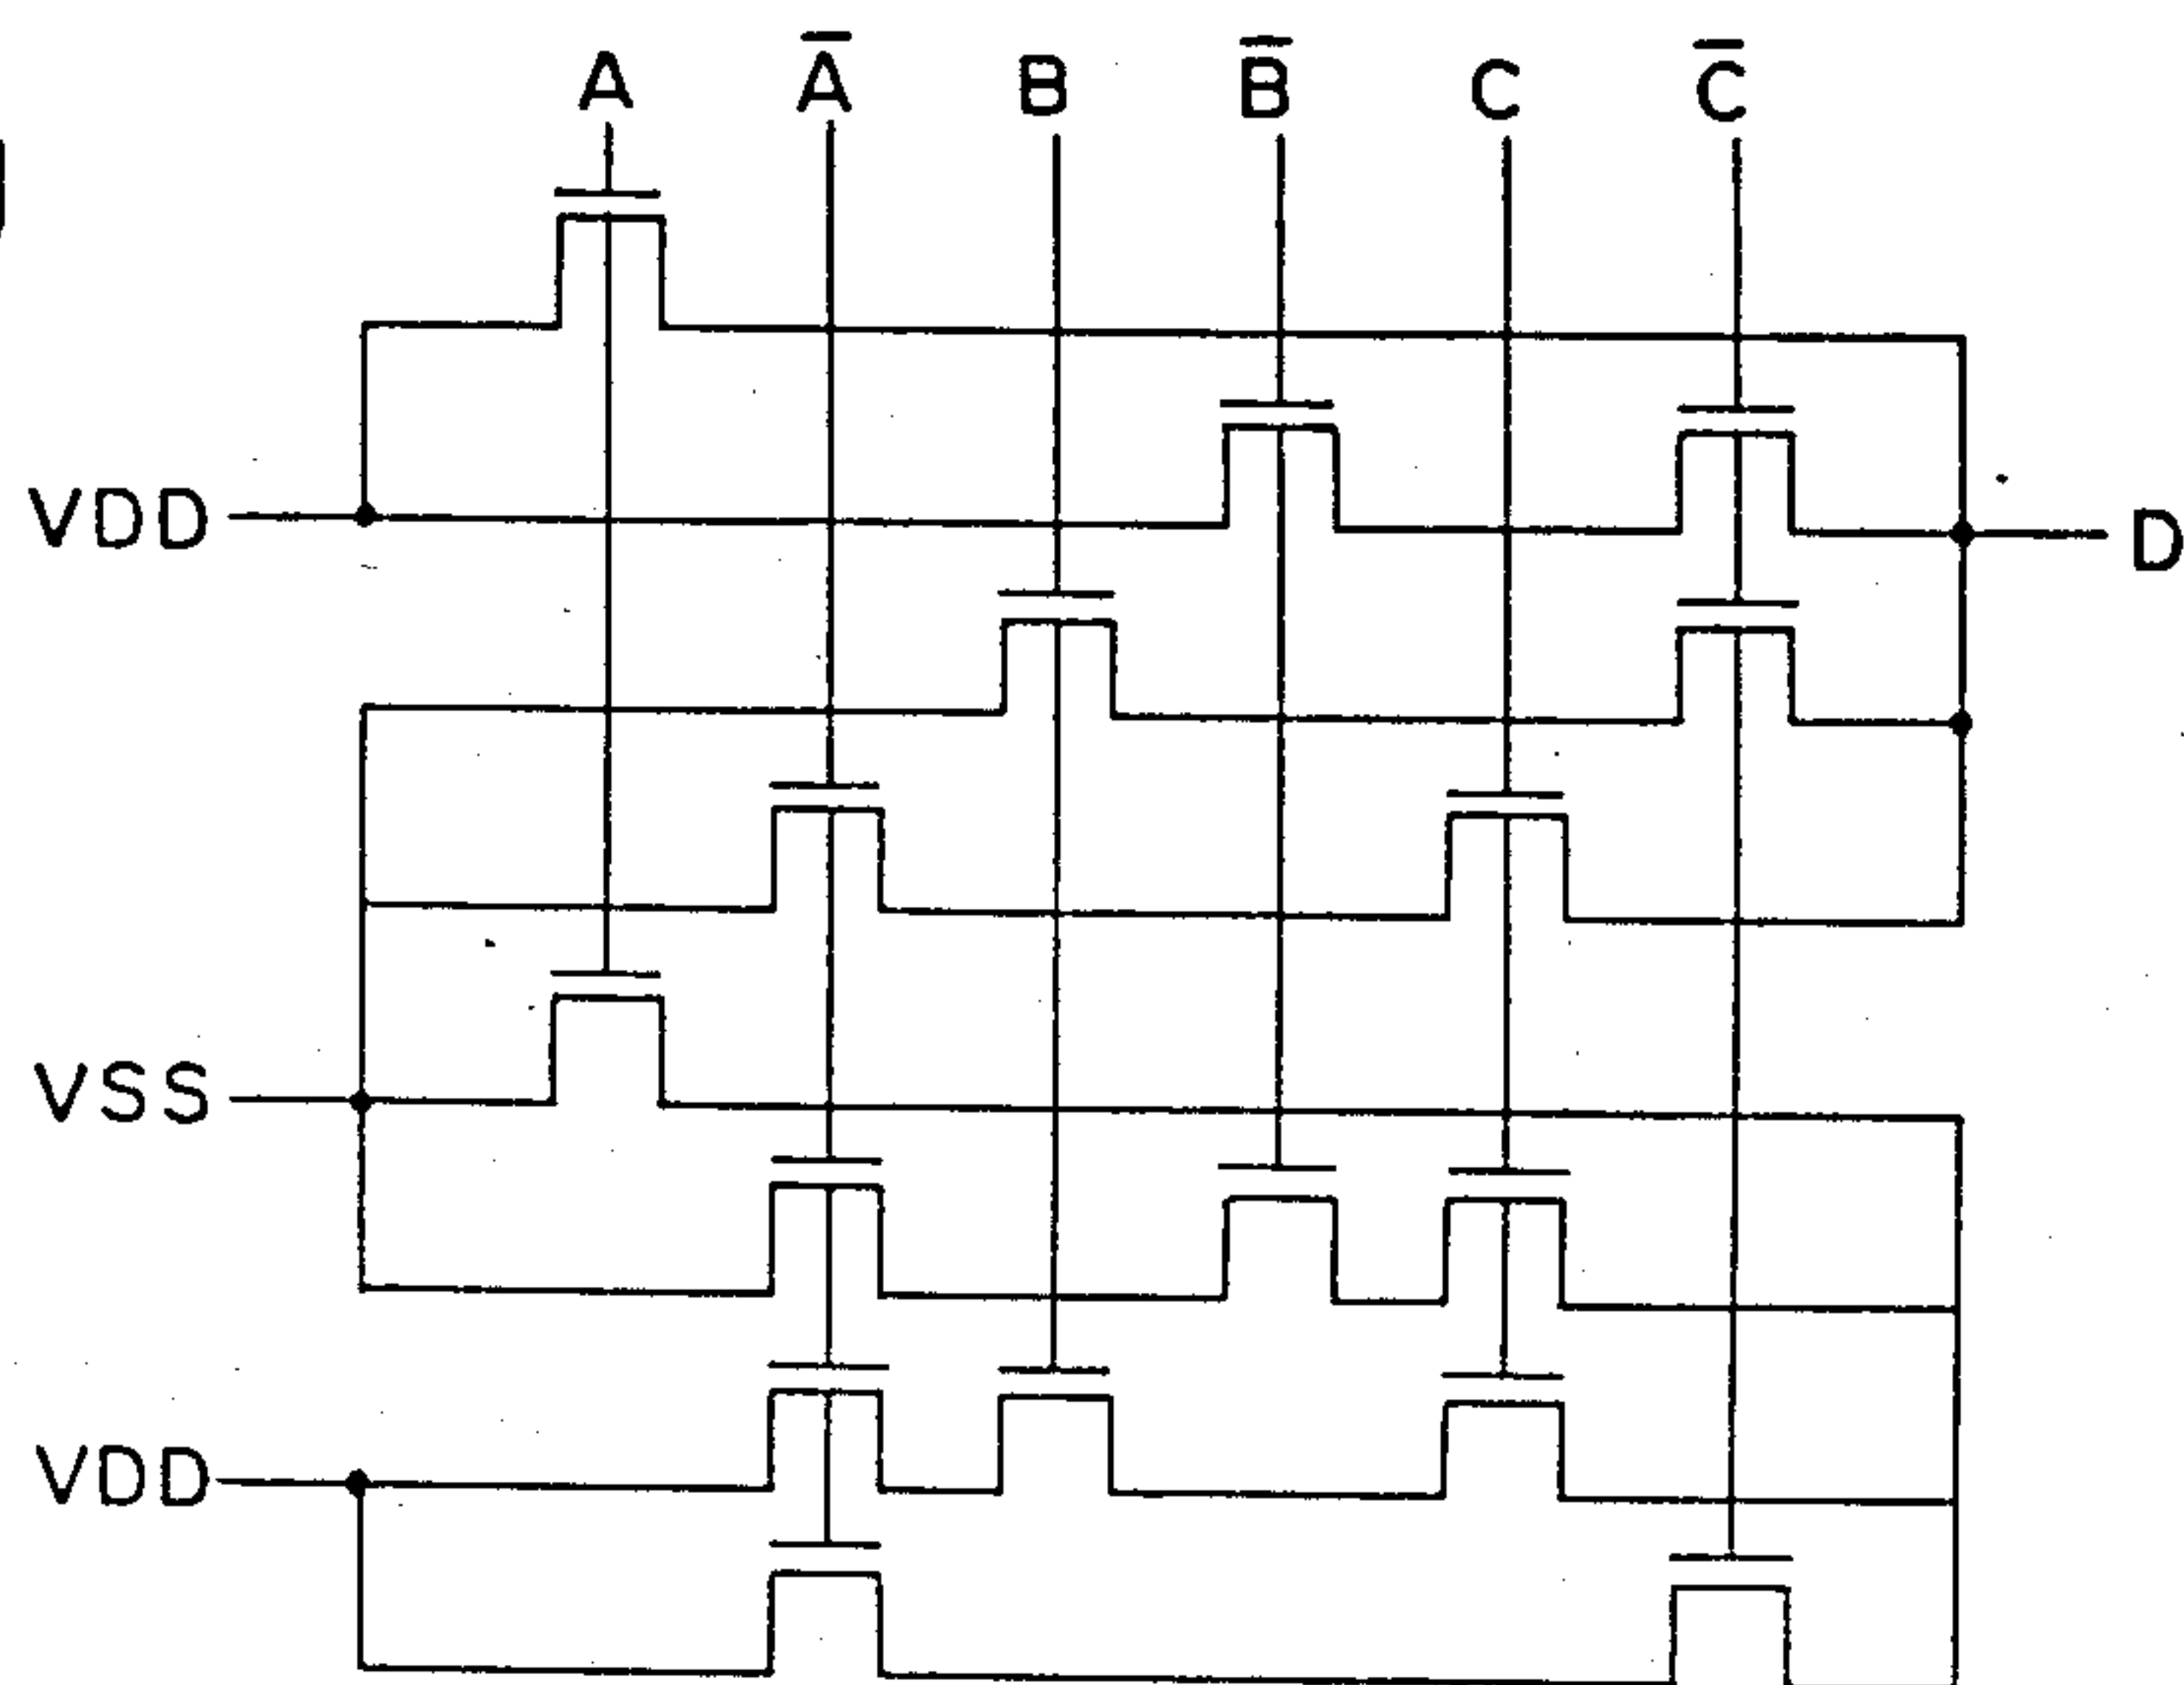 A A̅ B B̅ C C̅
VDD
D
VSS
VDD